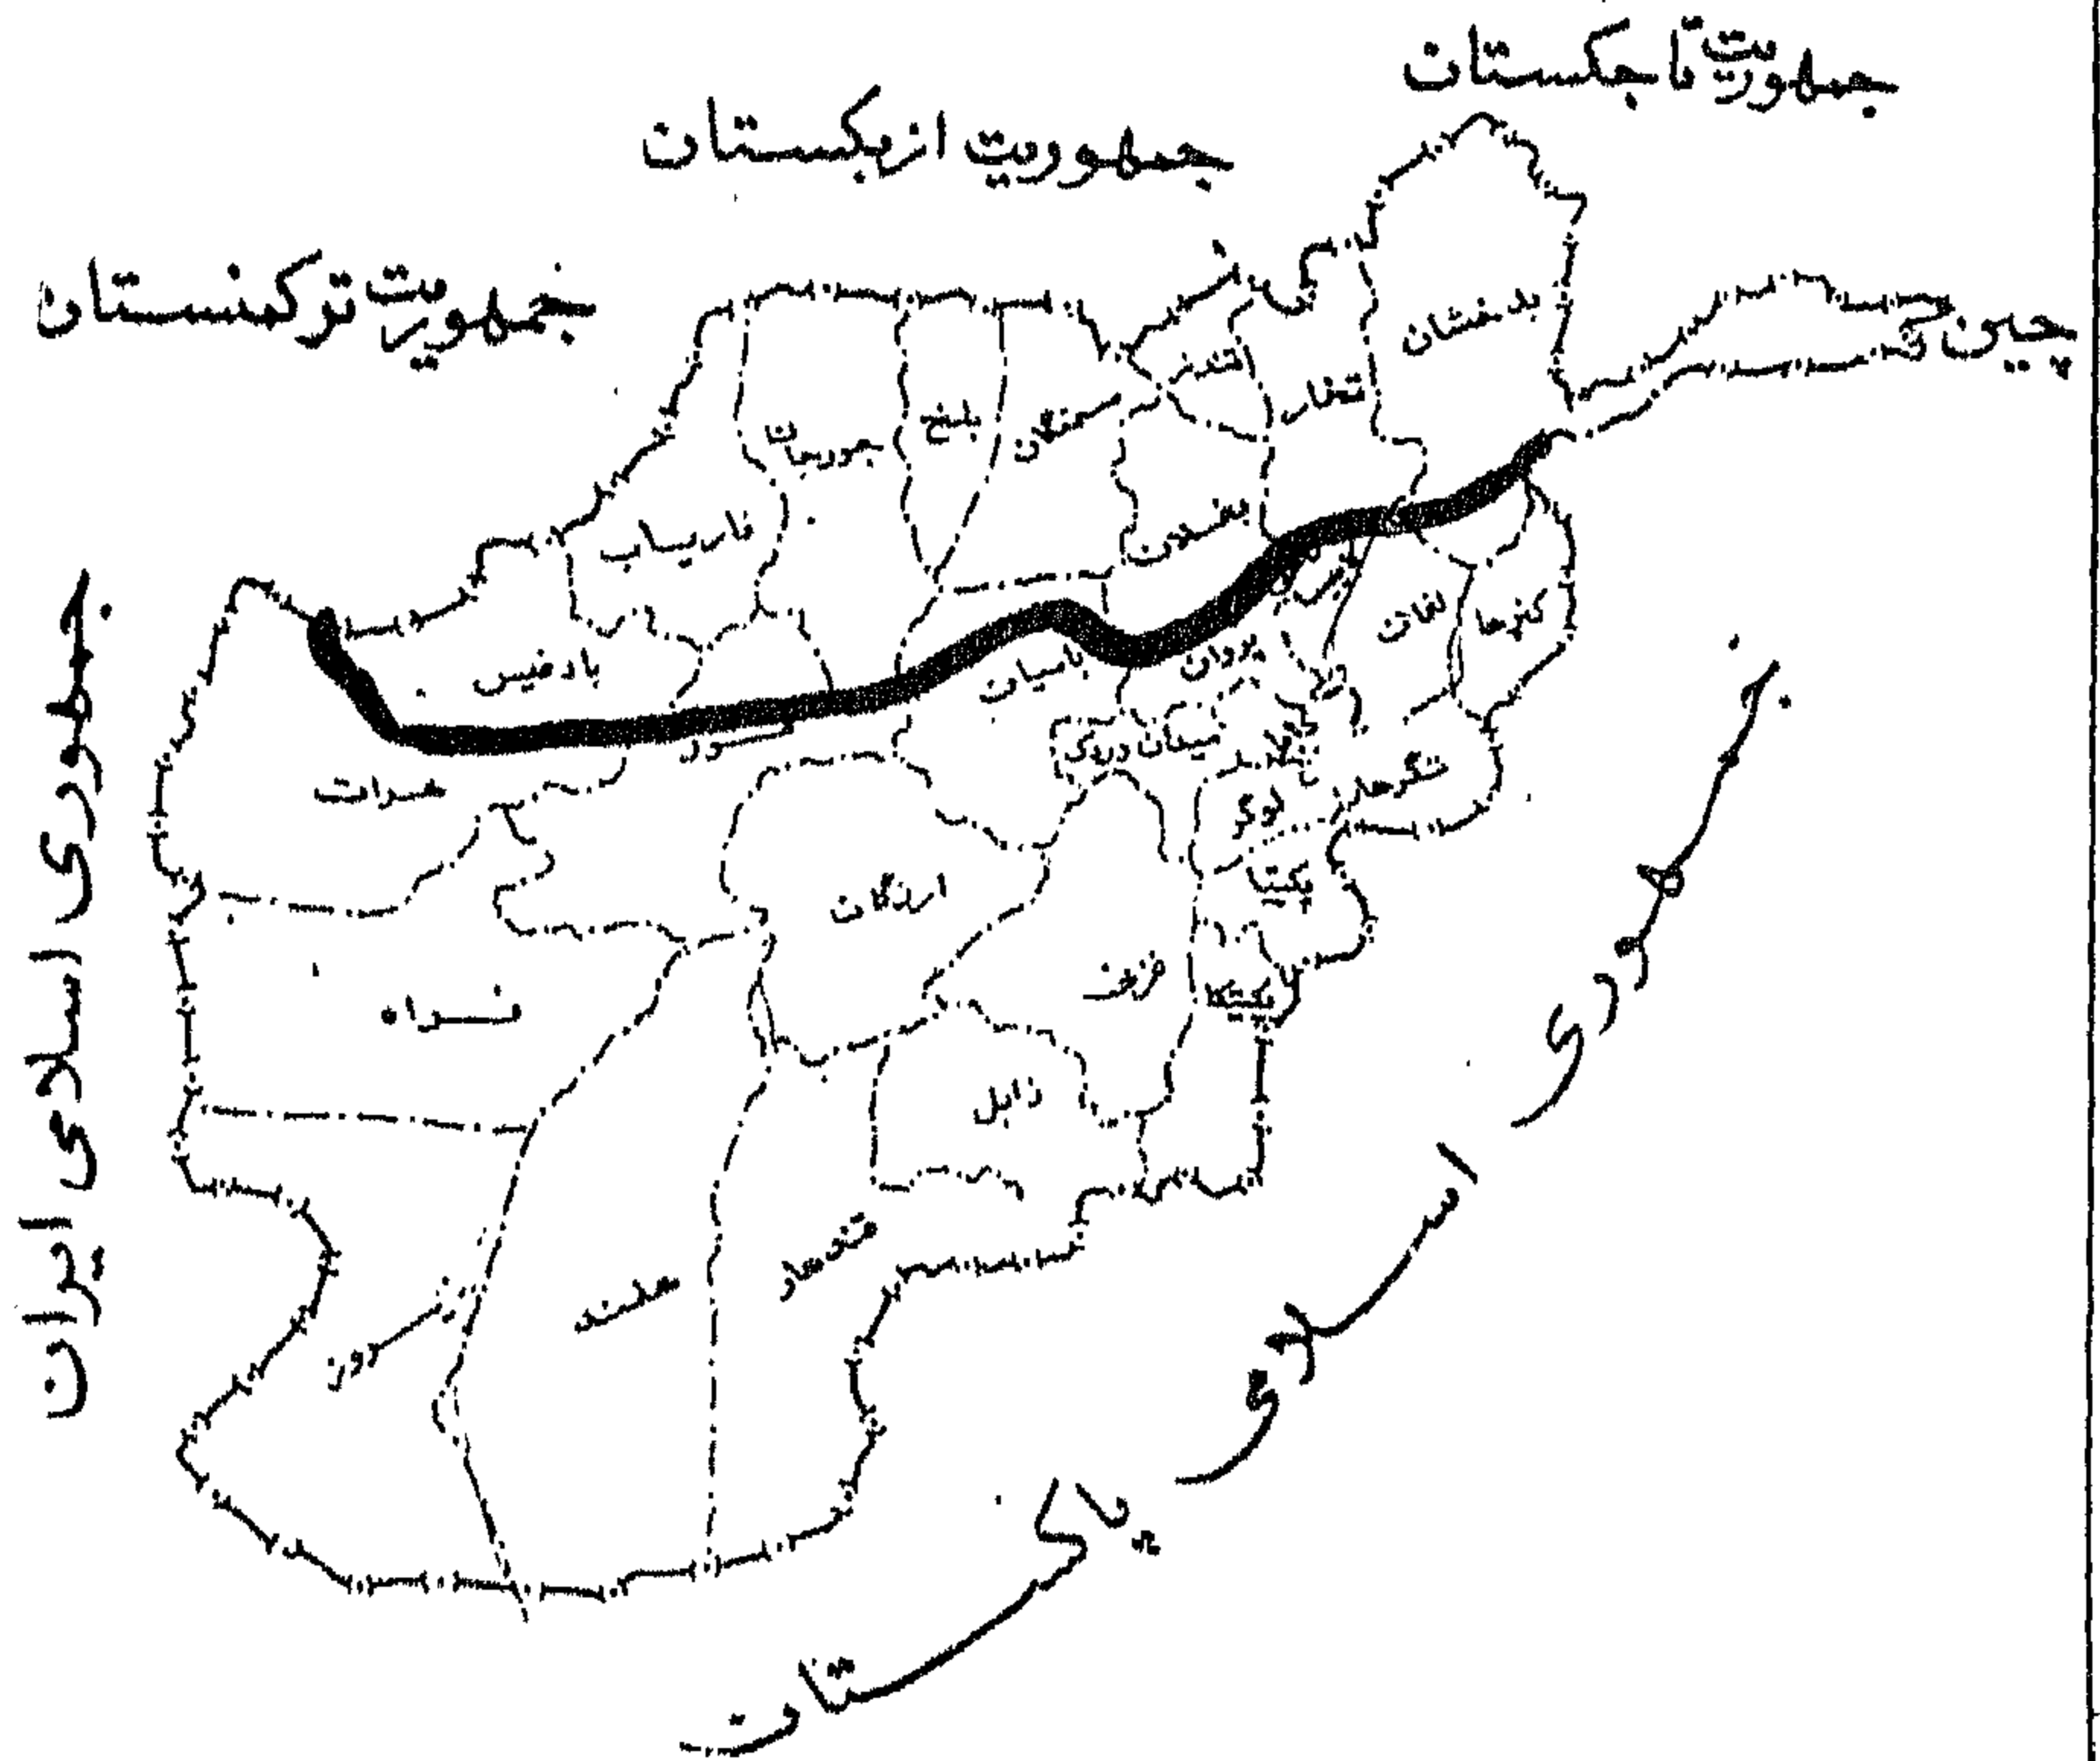 جمهوریت تاجکستان
جمهوریت ازبکستان
جمهوریت ترکمنستان
چین
بدخشان
تخار
قندز
سمنگان
بلخ
جوزجان
فاریاب
بغلان
بادغیس
بامیان
پروان
لغمان
کنرها
میدان وردک
لوگر
ننگرهار
غور
هرات
ارزگان
پکتیا
پکتیکا
غزنی
فراه
زابل
قندهار
هلمند
نیمروز
جمهوری اسلامی ایران
جمهوری اسلامی پاکستان